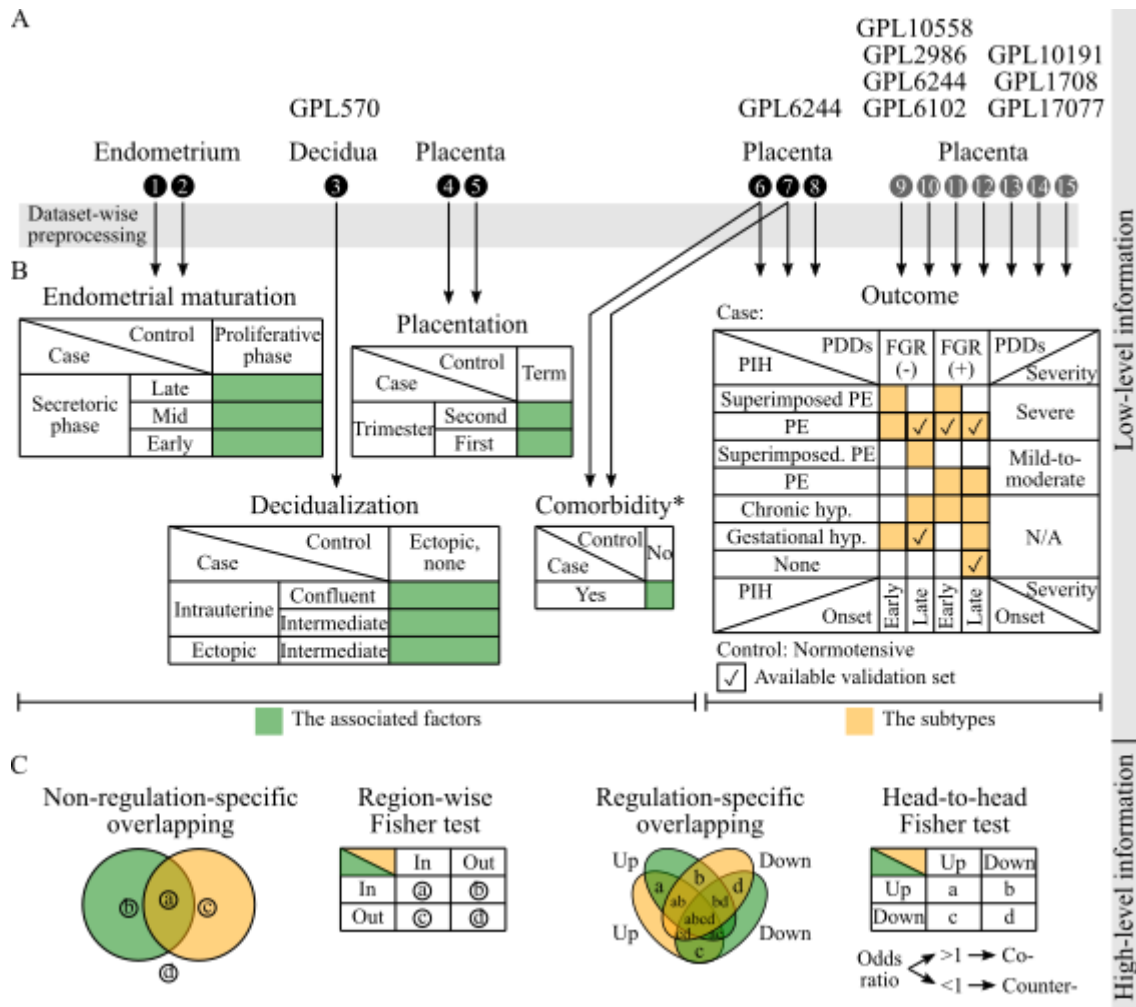 A
GPL10558
GPL2986 GPL10191
GPL6244 GPL1708
GPL570 GPL6244 GPL6102 GPL17077
Endometrium Decidua Placenta Placenta Placenta
1 2 3 4 5 6 7 8 9 10 11 12 13 14 15
Dataset-wise
preprocessing
B
Endometrial maturation
Control
Case
Proliferative
phase
Secretoric
phase
Late
Mid
Early
Placentation
Control
Case
Term
Trimester
Second
First
Decidualization
Control
Case
Ectopic,
none
Intrauterine
Confluent
Intermediate
Ectopic Intermediate
Comorbidity*
Control
Case
No
Yes
Outcome
Case:
PDDs
PIH
FGR
(-)
FGR
(+)
PDDs
Severity
Superimposed PE
PE ✓ ✓ ✓
Severe
Superimposed. PE
PE
Mild-to-
moderate
Chronic hyp.
Gestational hyp. ✓
None ✓
N/A
PIH
Onset
Early
Late
Early
Late
Severity
Onset
Control: Normotensive
✓ Available validation set
The associated factors
The subtypes
Low-level information
C
Non-regulation-specific
overlapping
b a c
d
Region-wise
Fisher test
In Out
In a b
Out c d
Regulation-specific
overlapping
Up Down
a b d
ab bd
abcd
cd ac
c
Up Down
Head-to-head
Fisher test
Up Down
Up a b
Down c d
Odds
ratio
>1 Co-
<1 Counter-
High-level information